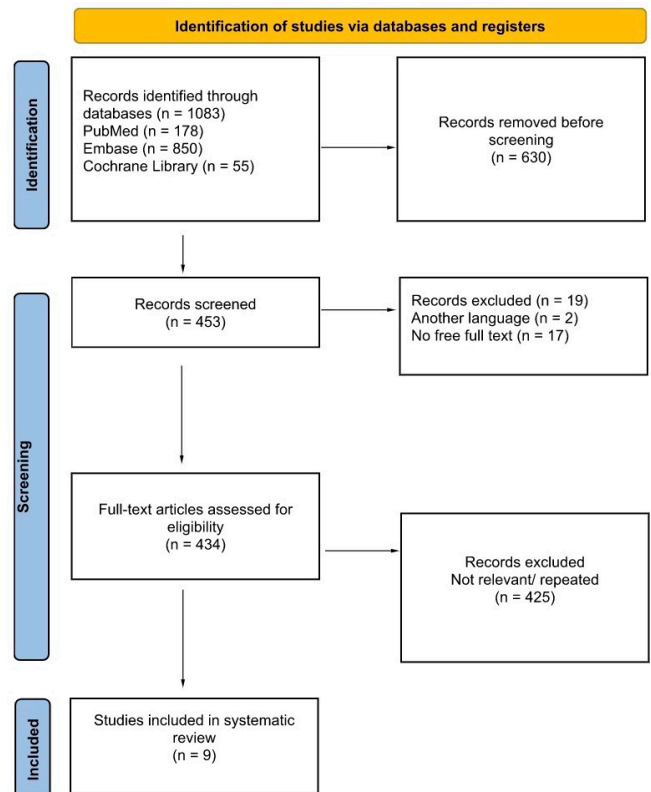 Identification of studies via databases and registers
Identification
Records identified through
databases (n = 1083)
PubMed (n = 178)
Embase (n = 850)
Cochrane Library (n = 55)
Records removed before
screening
(n = 630)
Screening
Records screened
(n = 453)
Records excluded (n = 19)
Another language (n = 2)
No free full text (n = 17)
Full-text articles assessed for
eligibility
(n = 434)
Records excluded
Not relevant/ repeated
(n = 425)
Included
Studies included in systematic
review
(n = 9)